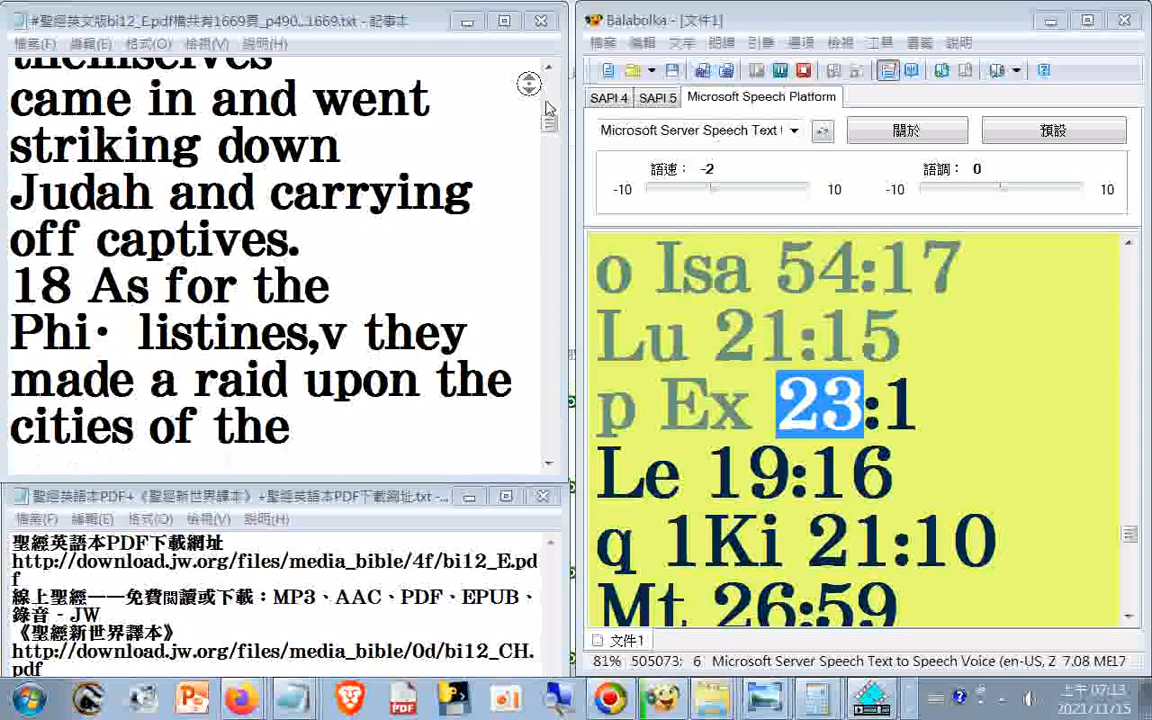 #聖經英文版bi12_E.pdf檔共有1669頁_p490...1669.txt - 記事本
檔案(F) 編輯(E) 格式(O) 檢視(V) 說明(H)
themselves
came in and went
striking down
Judah and carrying
off captives.
18 As for the
Phi· listines,v they
made a raid upon the
cities of the
聖經英語本PDF+《聖經新世界譯本》+聖經英語本PDF下載網址.txt -...
檔案(F) 編輯(E) 格式(O) 檢視(V) 說明(H)
聖經英語本PDF下載網址
http://download.jw.org/files/media_bible/4f/bi12_E.pd
f
線上聖經——免費閱讀或下載：MP3、AAC、PDF、EPUB、
錄音 - JW
《聖經新世界譯本》
http://download.jw.org/files/media_bible/0d/bi12_CH.
pdf
Balabolka - [文件1]
檔案 編輯 文字 朗讀 引擎 選項 檢視 工具 書籤 說明
SAPI 4 SAPI 5 Microsoft Speech Platform
Microsoft Server Speech Text t 關於 預設
語速： -2 語調： 0
-10 10 -10 10
o Isa 54:17
Lu 21:15
p Ex 23:1
Le 19:16
q 1Ki 21:10
Mt 26:59
文件1
81% 505073: 6 Microsoft Server Speech Text to Speech Voice (en-US, Z 7.08 МБ17
上午 07:13
2021/11/15